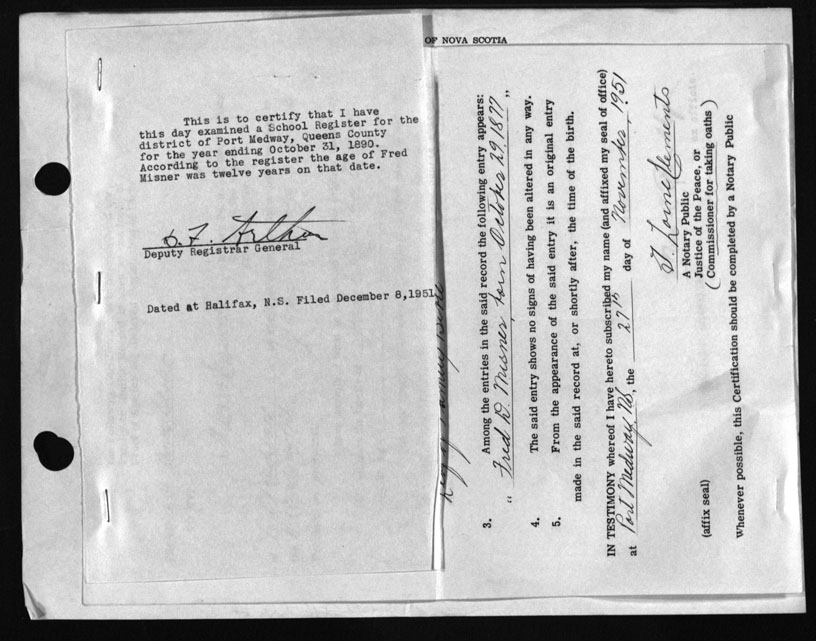 This is to certify that I have
this day examined a School Register for the
district of Port Medway, Queens County
for the year ending October 31, 1890.
According to the register the age of Fred
Misner was twelve years on that date.
Deputy Registrar General
Dated at Halifax, N.S. Filed December 8,1951
OF NOVA SCOTIA
3. Among the entries in the said record the following entry appears:
" Fred D. Misner, born October 29, 1877 "
4. The said entry shows no signs of having been altered in any way.
5. From the appearance of the said entry it is an original entry
made in the said record at, or shortly after, the time of the birth.
IN TESTIMONY whereof I have hereto subscribed my name (and affixed my seal of office)
at Port Medway, NS, the 27th day of November, 1951
T. Lorne Clements
A Notary Public
Justice of the Peace, or
(Commissioner for taking oaths)
(affix seal)
Whenever possible, this Certification should be completed by a Notary Public